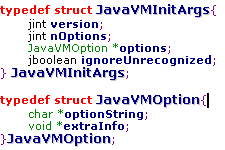 typedef struct JavaVMInitArgs{
jint version;
jint nOptions;
JavaVMOption *options;
jboolean ignoreUnrecognized;
} JavaVMInitArgs;
typedef struct JavaVMOption{
char *optionString;
void *extraInfo;
}JavaVMOption;